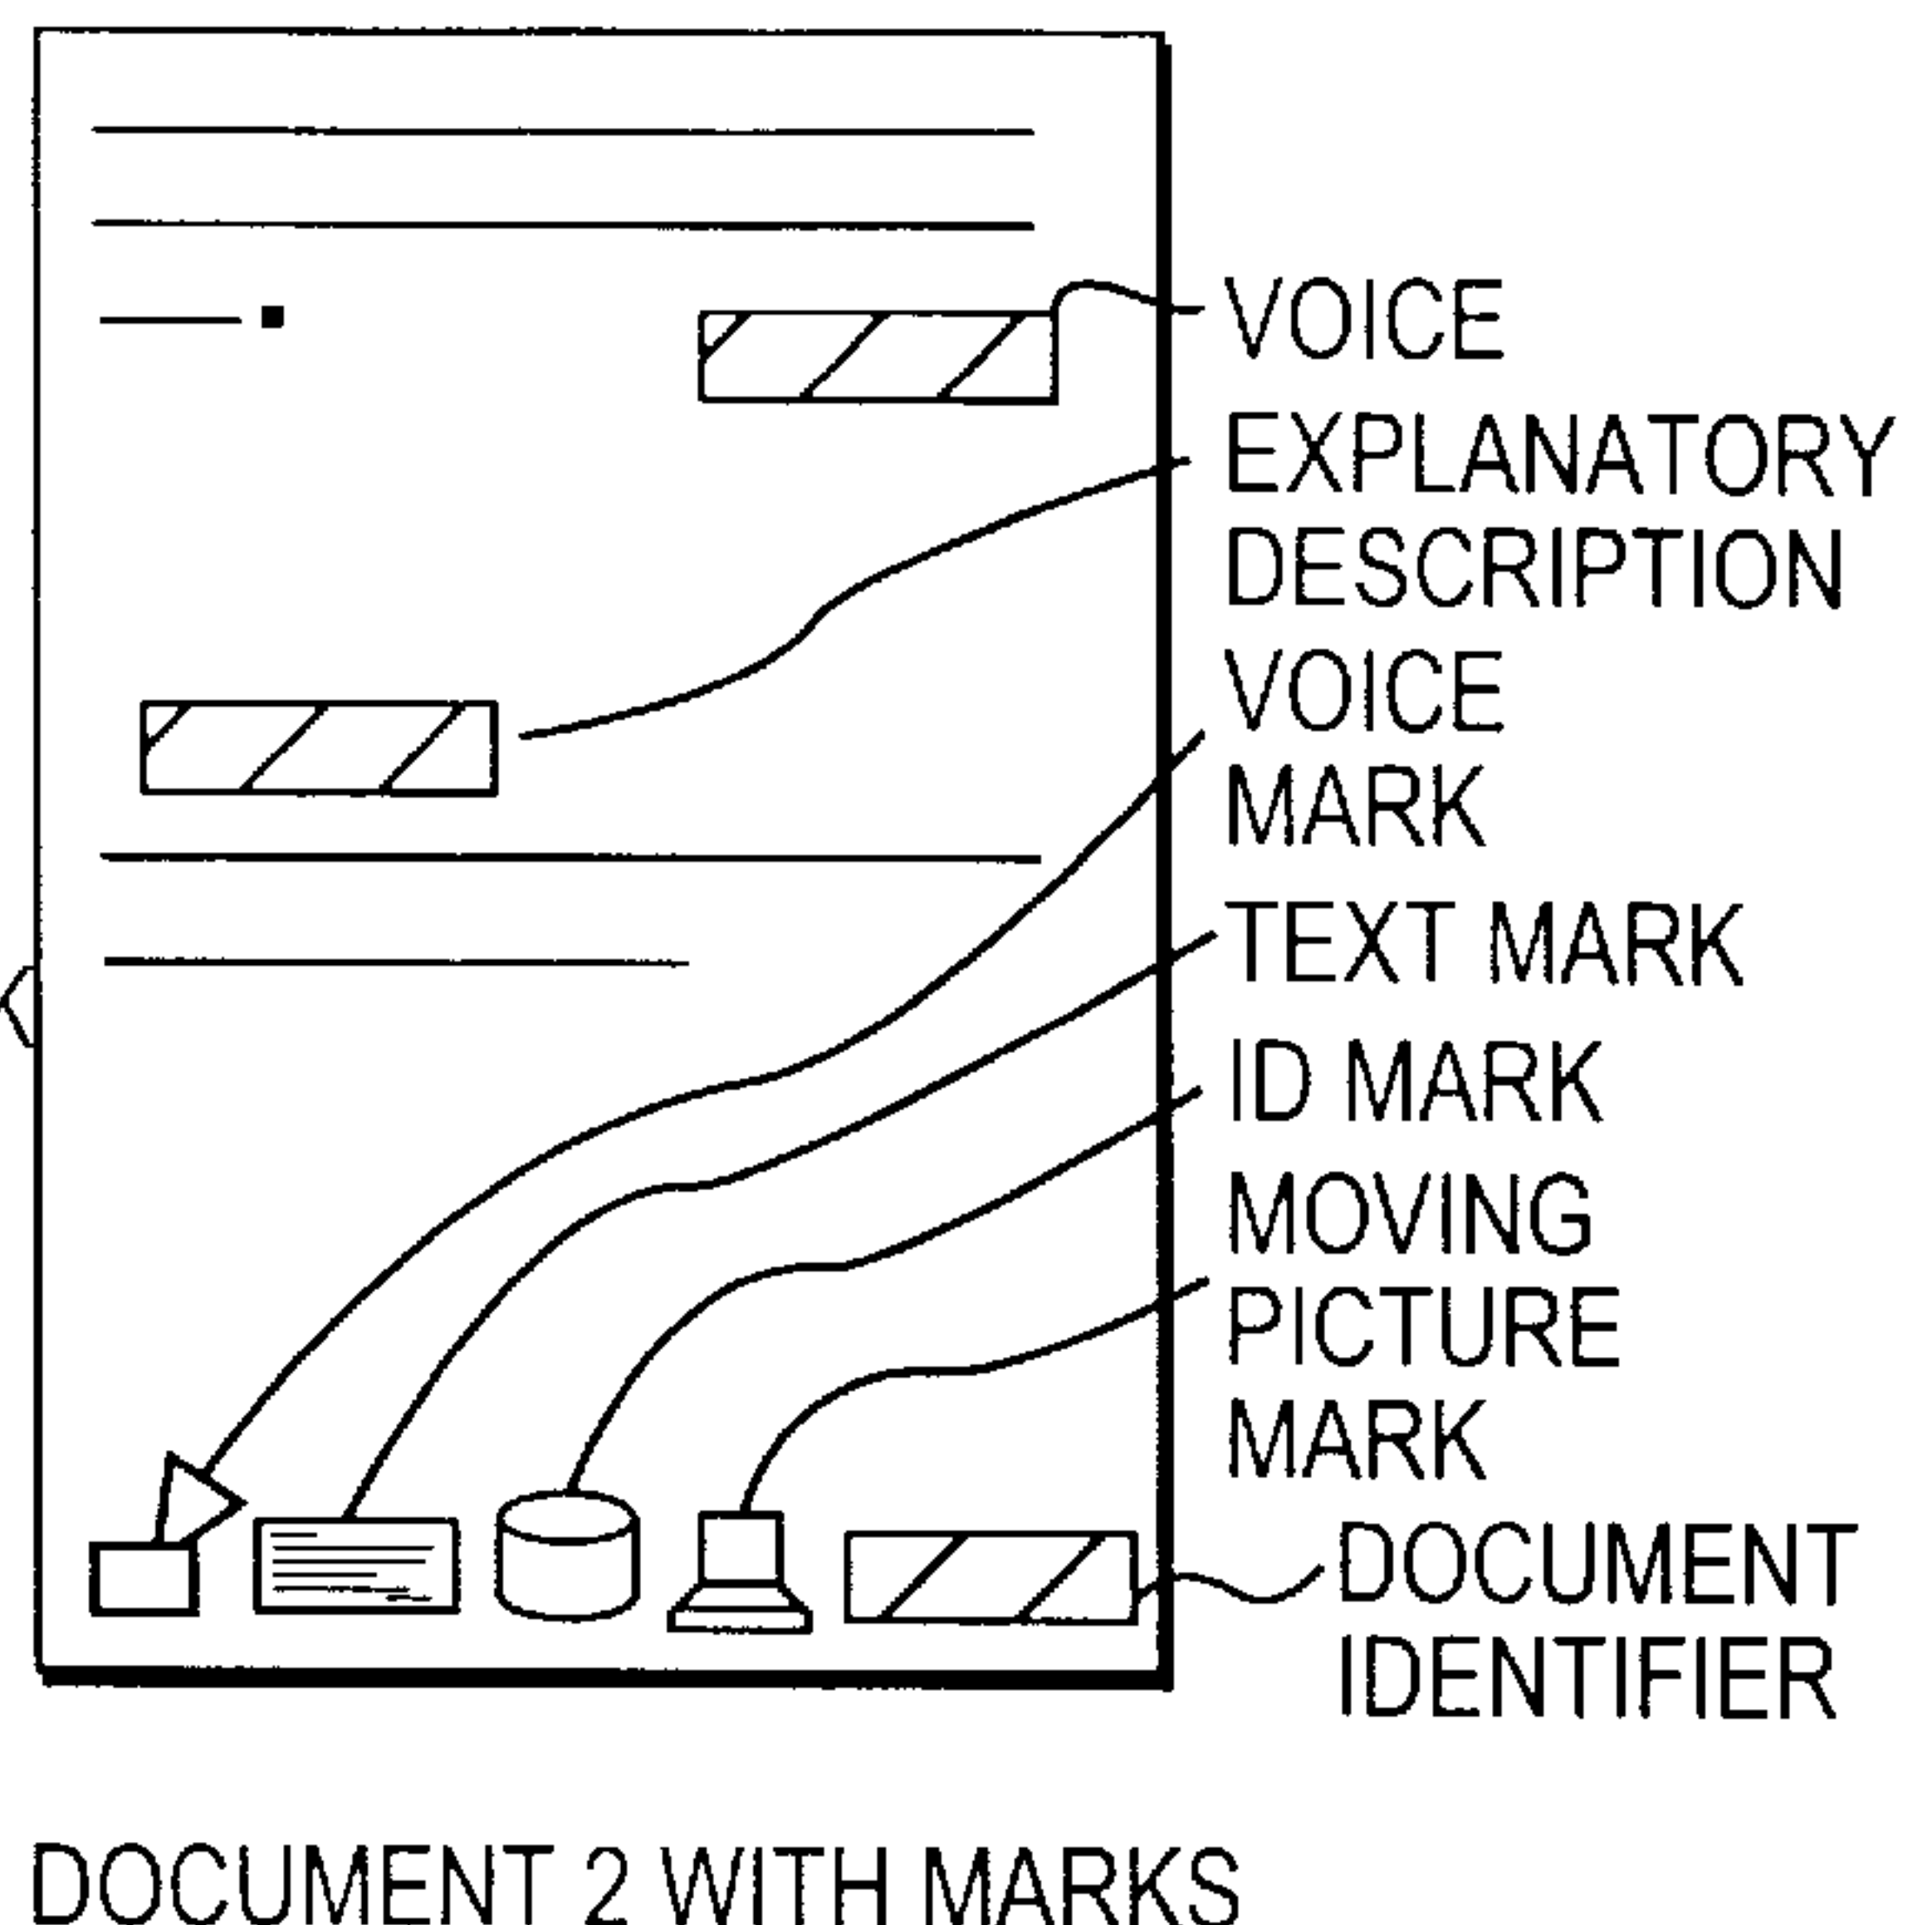 VOICE
EXPLANATORY
DESCRIPTION
VOICE
MARK
TEXT MARK
ID MARK
MOVING
PICTURE
MARK
DOCUMENT
IDENTIFIER
DOCUMENT 2 WITH MARKS